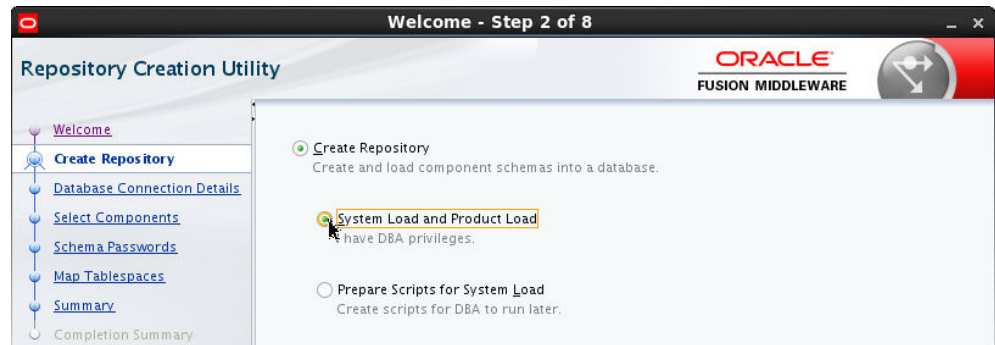 Welcome - Step 2 of 8
Repository Creation Utility
ORACLE
FUSION MIDDLEWARE
Welcome
Create Repository
Database Connection Details
Select Components
Schema Passwords
Map Tablespaces
Summary
Completion Summary
Create Repository
Create and load component schemas into a database.
System Load and Product Load
have DBA privileges.
Prepare Scripts for System Load
Create scripts for DBA to run later.